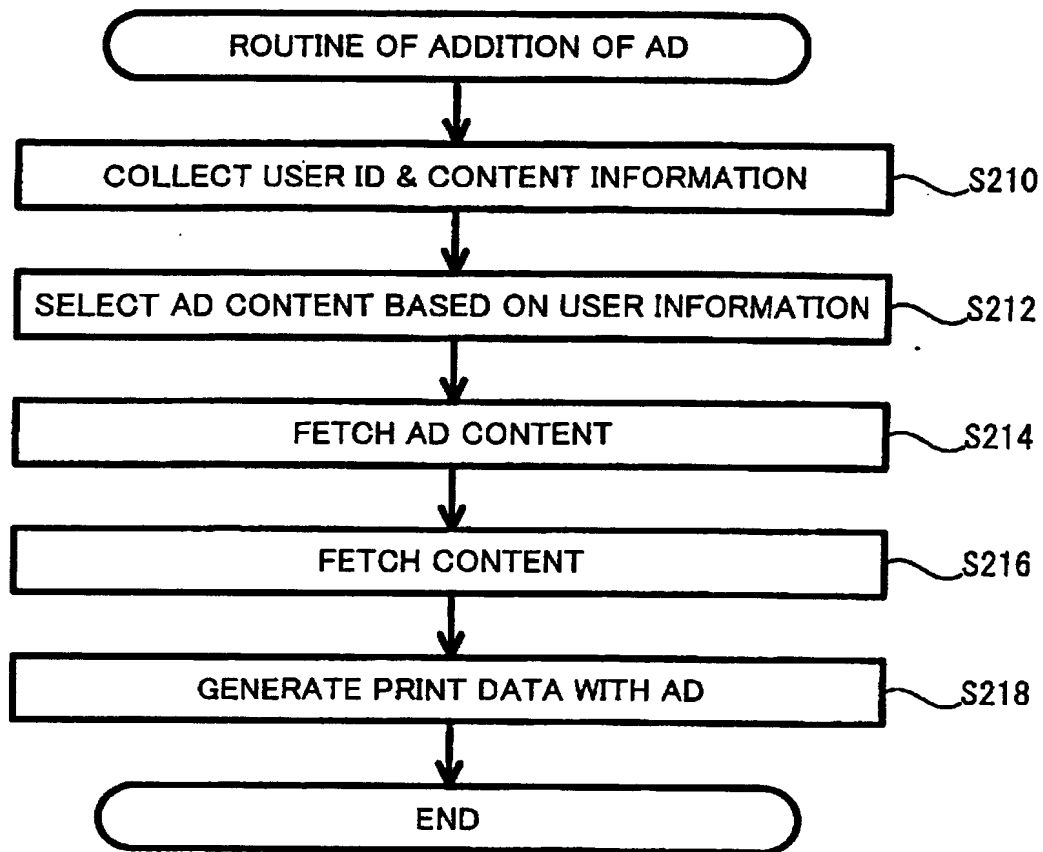 ROUTINE OF ADDITION OF AD
COLLECT USER ID & CONTENT INFORMATION
S210
SELECT AD CONTENT BASED ON USER INFORMATION
S212
FETCH AD CONTENT
S214
FETCH CONTENT
S216
GENERATE PRINT DATA WITH AD
S218
END